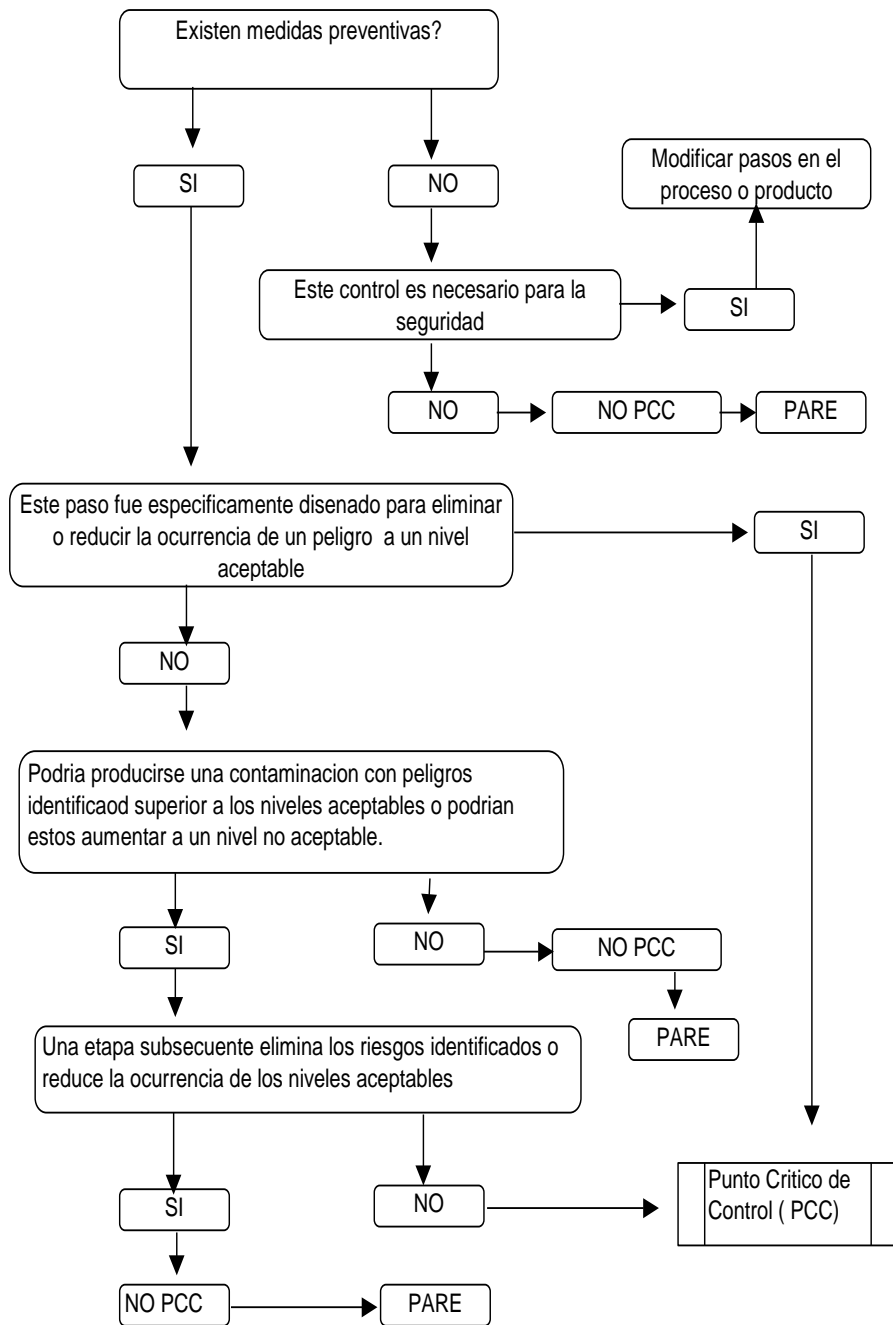 Existen medidas preventivas?
SI
NO
Modificar pasos en el
proceso o producto
Este control es necesario para la
seguridad
SI
NO
NO PCC
PARE
Este paso fue especificamente disenado para eliminar
o reducir la ocurrencia de un peligro a un nivel
aceptable
SI
NO
Podria producirse una contaminacion con peligros
identificaod superior a los niveles aceptables o podrian
estos aumentar a un nivel no aceptable.
SI
NO
NO PCC
PARE
Una etapa subsecuente elimina los riesgos identificados o
reduce la ocurrencia de los niveles aceptables
SI
NO
Punto Critico de
Control ( PCC)
NO PCC
PARE